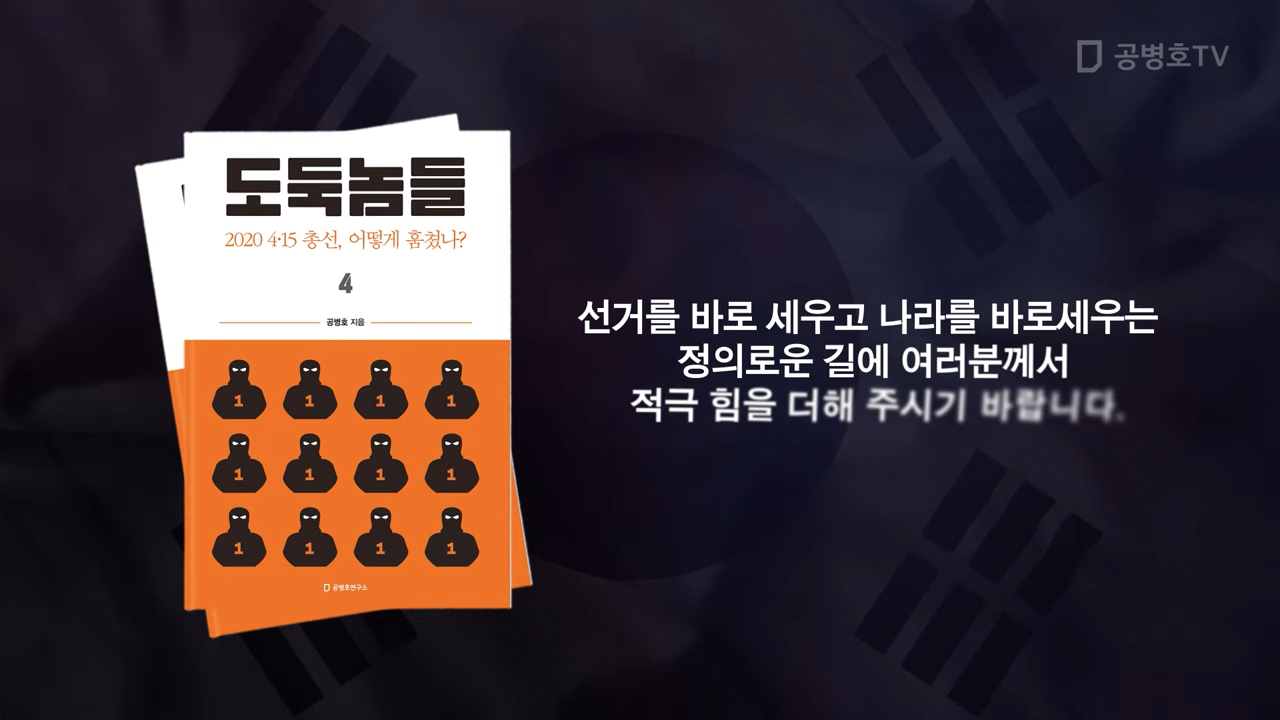 공병호TV
도둑놈들
2020 4·15 총선, 어떻게 훔쳤나?
4
공병호 지음
1 1 1 1
1 1 1 1
1 1 1 1
공병호연구소
선거를 바로 세우고 나라를 바로세우는
정의로운 길에 여러분께서
적극 힘을 더해 주시기 바랍니다.